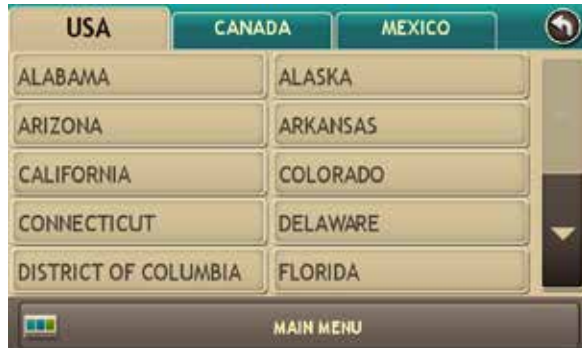 USA CANADA MEXICO
ALABAMA ALASKA
ARIZONA ARKANSAS
CALIFORNIA COLORADO
CONNECTICUT DELAWARE
DISTRICT OF COLUMBIA FLORIDA
MAIN MENU